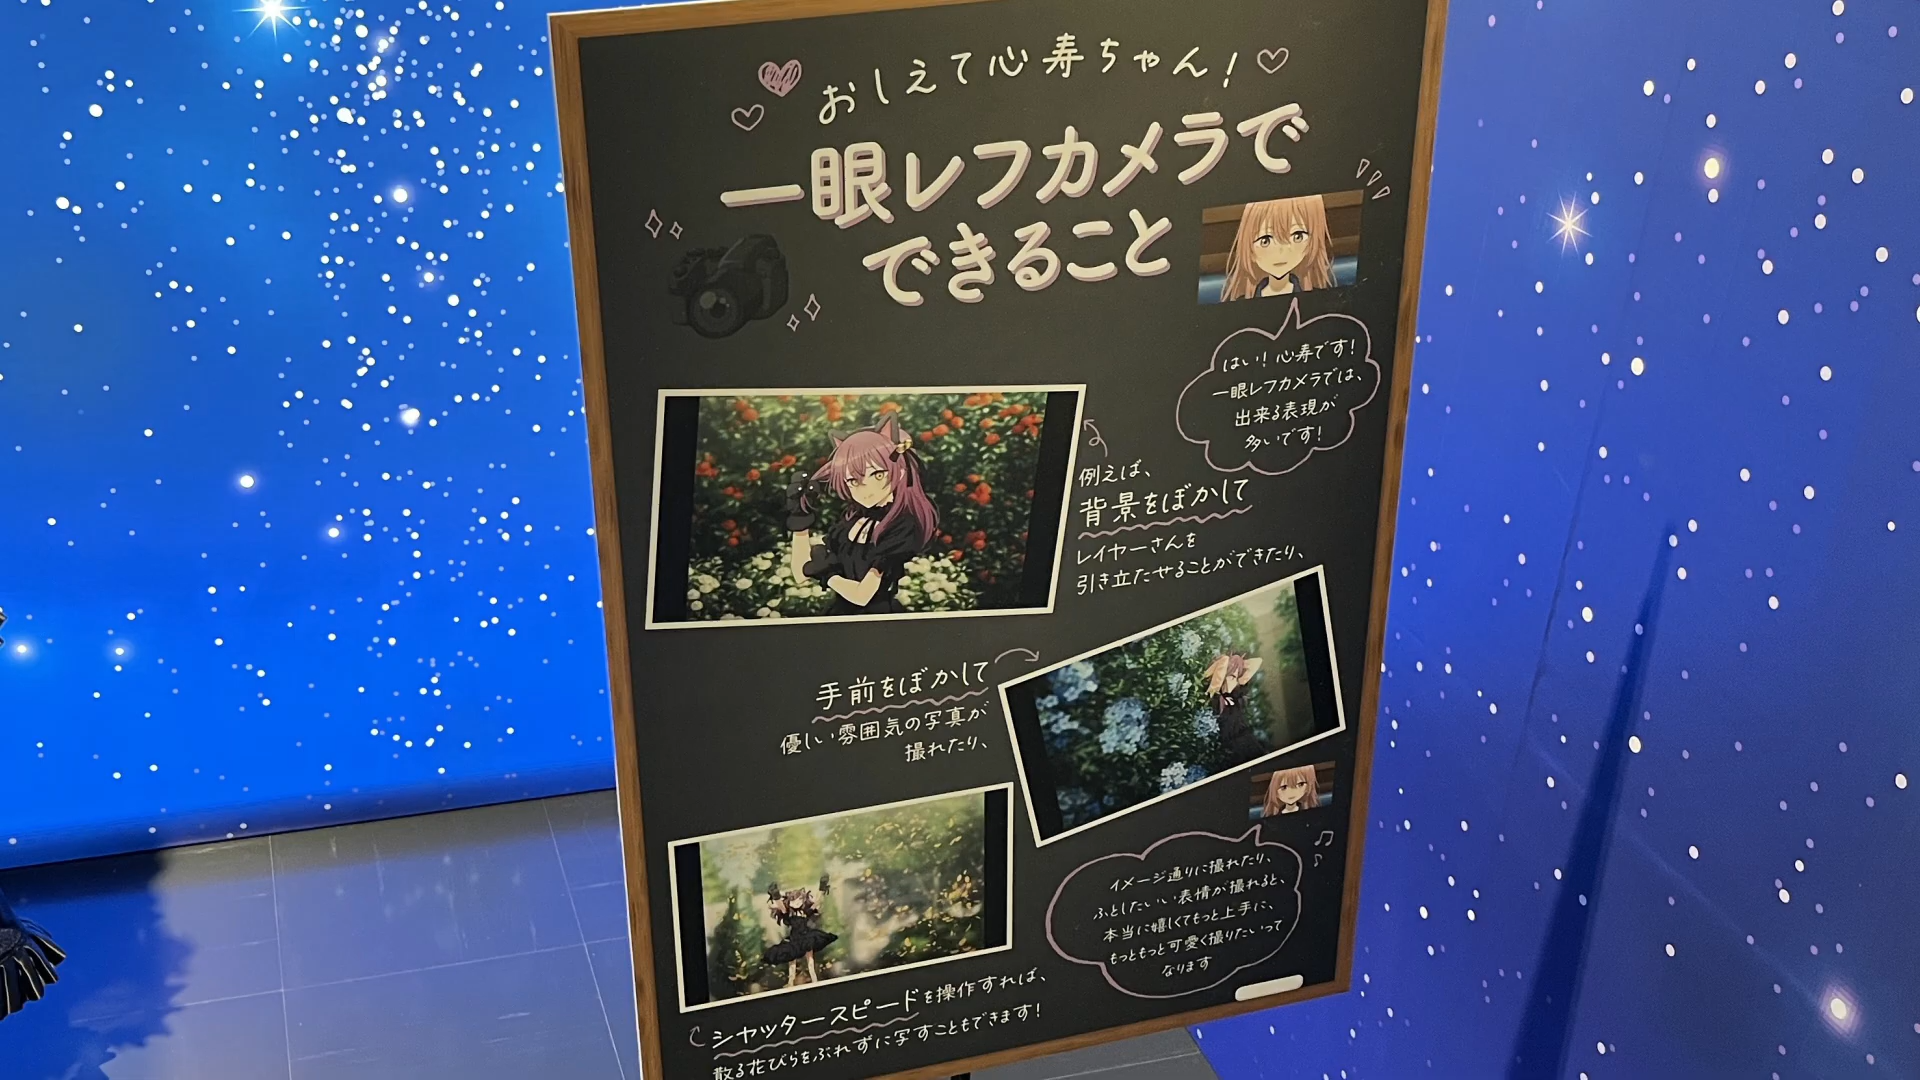 おしえて心寿ちゃん!
一眼レフカメラで
できること
はい!心寿です!
一眼レフカメラでは、
出来る表現が
多いです!
例えば、
背景をぼかして
レイヤーさんを
引き立たせることができたり、
手前をぼかして
優しい雰囲気の写真が
撮れたり、
シャッタースピードを操作すれば、
散る花びらをぶれずに写すこともできます!
イメージ通りに撮れたり、
ふとしたいい表情が撮れると、
本当に嬉しくてもっと上手に、
もっともっと可愛く撮りたいって
なります